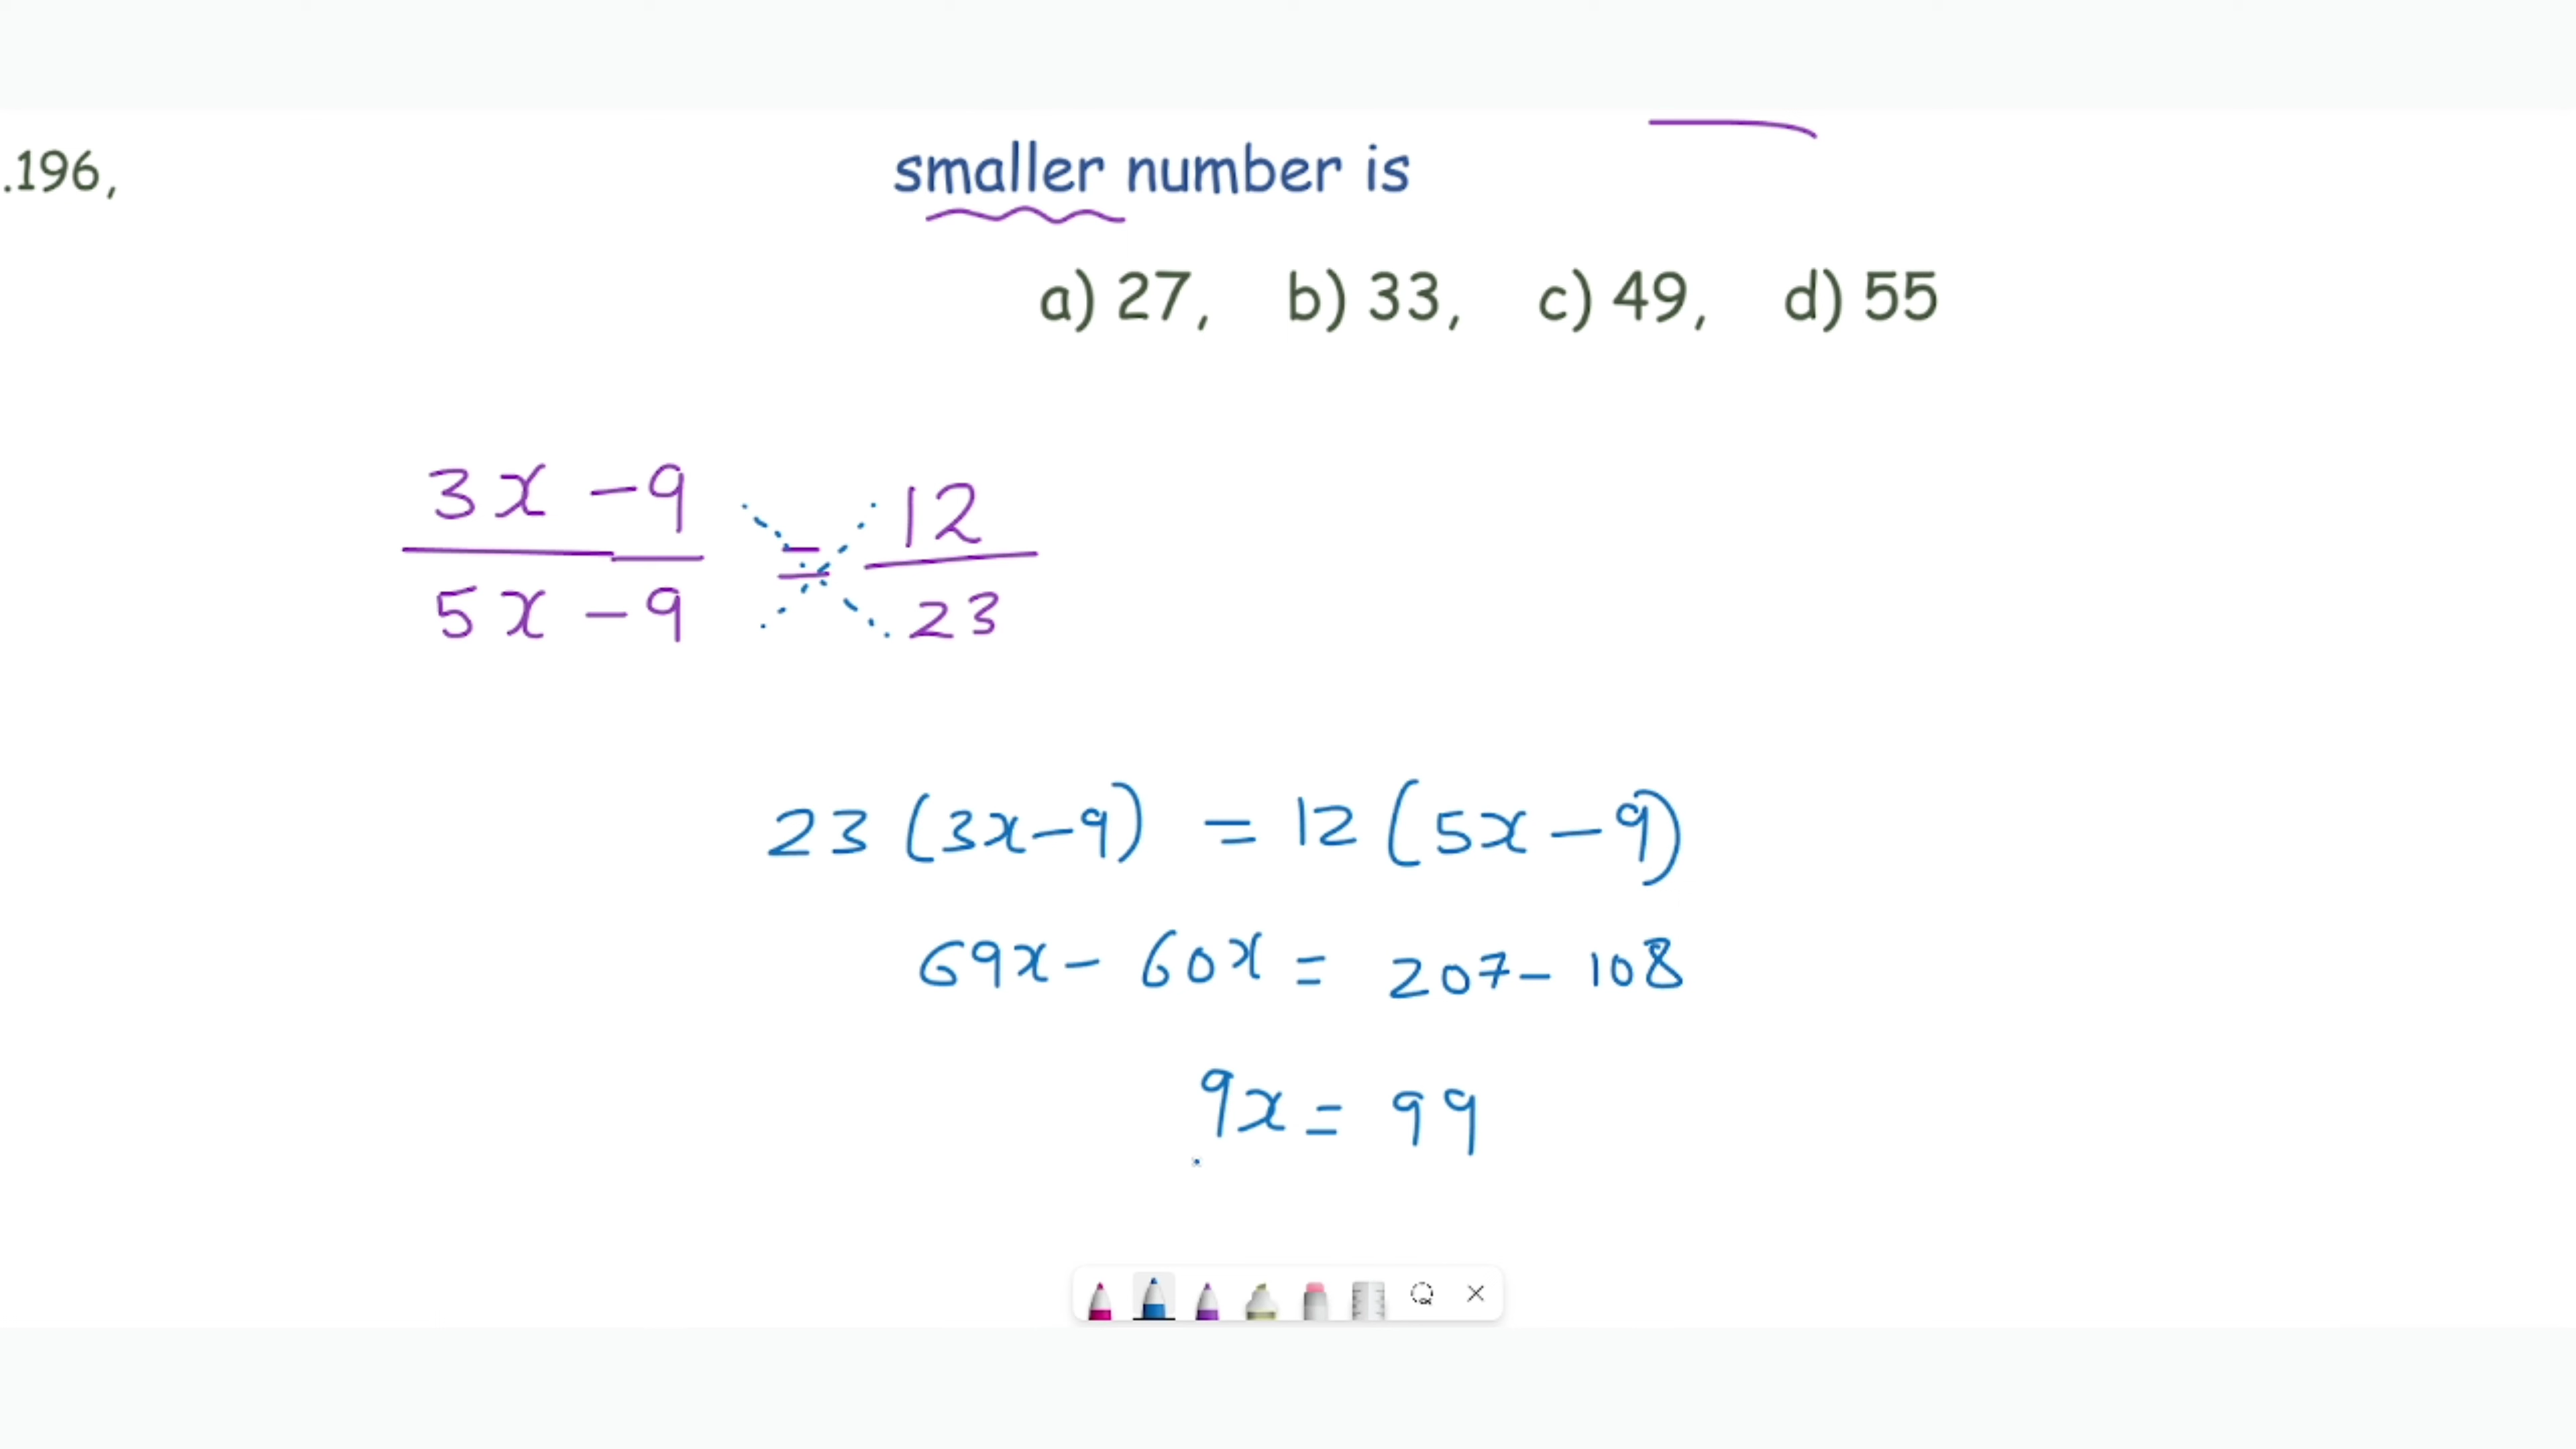 .196,
smaller number is
a) 27, b) 33, c) 49, d) 55
3x - 9
5x - 9
=
12
23
23 (3x - 9) = 12 (5x - 9)
69x - 60x = 207 - 108
9x = 99